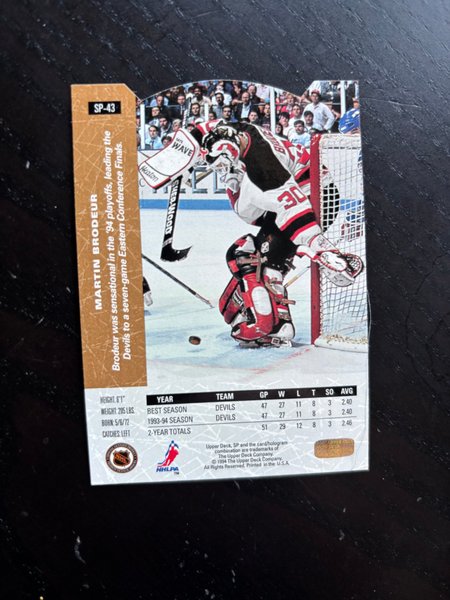 SP-43
MARTIN BRODEUR
Brodeur was sensational in the '94 playoffs, leading the
Devils to a seven-game Eastern Conference Finals.
30
HEIGHT: 6'1"
WEIGHT: 205 LBS.
BORN: 5/6/72
CATCHES LEFT
YEAR TEAM GP W L T SO AVG
BEST SEASON DEVILS 47 27 11 8 3 2.40
1993-94 SEASON DEVILS 47 27 11 8 3 2.40
2-YEAR TOTALS 51 29 12 8 3 2.46
NHLPA
TM
Upper Deck, SP and the card/hologram
combination are trademarks of
The Upper Deck Company.
© 1994 The Upper Deck Company.
All Rights Reserved. Printed in the U.S.A.